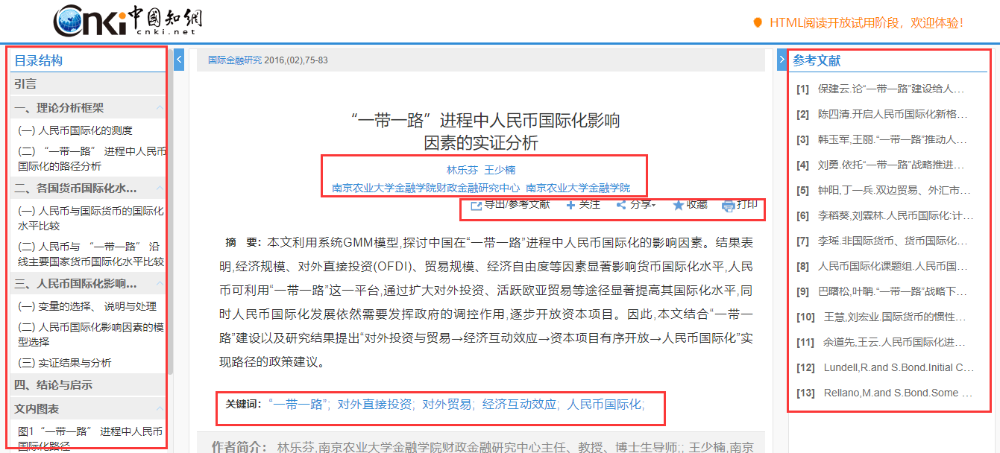 Cnki 中國知網
cnki.net
HTML阅读开放试用阶段，欢迎体验！
目录结构
引言
一、理论分析框架
(一) 人民币国际化的测度
(二) “一带一路” 进程中人民币
国际化的路径分析
二、各国货币国际化水...
(一) 人民币与国际货币的国际化
水平比较
(二) 人民币与 “一带一路” 沿
线主要国家货币国际化水平比较
三、人民币国际化影响...
(一) 变量的选择、 说明与处理
(二) 人民币国际化影响因素的模
型选择
(三) 实证结果与分析
四、结论与启示
文内图表
图1 “一带一路” 进程中人民币
国际化路径
国际金融研究 2016,(02),75-83
“一带一路”进程中人民币国际化影响
因素的实证分析
林乐芬 王少楠
南京农业大学金融学院财政金融研究中心 南京农业大学金融学院
导出/参考文献 关注 分享 收藏 打印
摘 要：本文利用系统GMM模型,探讨中国在“一带一路”进程中人民币国际化的影响因素。结果表
明,经济规模、对外直接投资(OFDI)、贸易规模、经济自由度等因素显著影响货币国际化水平,人民
币可利用“一带一路”这一平台,通过扩大对外投资、活跃欧亚贸易等途径显著提高其国际化水平,同
时人民币国际化发展依然需要发挥政府的调控作用,逐步开放资本项目。因此,本文结合“一带一
路”建设以及研究结果提出“对外投资与贸易→经济互动效应→资本项目有序开放→人民币国际化”实
现路径的政策建议。
关键词：“一带一路”; 对外直接投资; 对外贸易; 经济互动效应; 人民币国际化;
作者简介： 林乐芬,南京农业大学金融学院财政金融研究中心主任、教授、博士生导师;; 王少楠,南京
参考文献
[1] 保建云.论“一带一路”建设给人...
[2] 陈四清.开启人民币国际化新格...
[3] 韩玉军,王丽.“一带一路”推动人...
[4] 刘勇.依托“一带一路”战略推进...
[5] 钟阳,丁一兵.双边贸易、外汇市...
[6] 李稻葵,刘霖林.人民币国际化:计...
[7] 李瑶.非国际货币、货币国际化...
[8] 人民币国际化课题组.人民币国...
[9] 巴曙松,叶聃.“一带一路”战略下...
[10] 王慧,刘宏业.国际货币的惯性...
[11] 余道先,王云.人民币国际化进...
[12] Lundell,R.and S.Bond.Initial C...
[13] Rellano,M.and S.Bond.Some ...